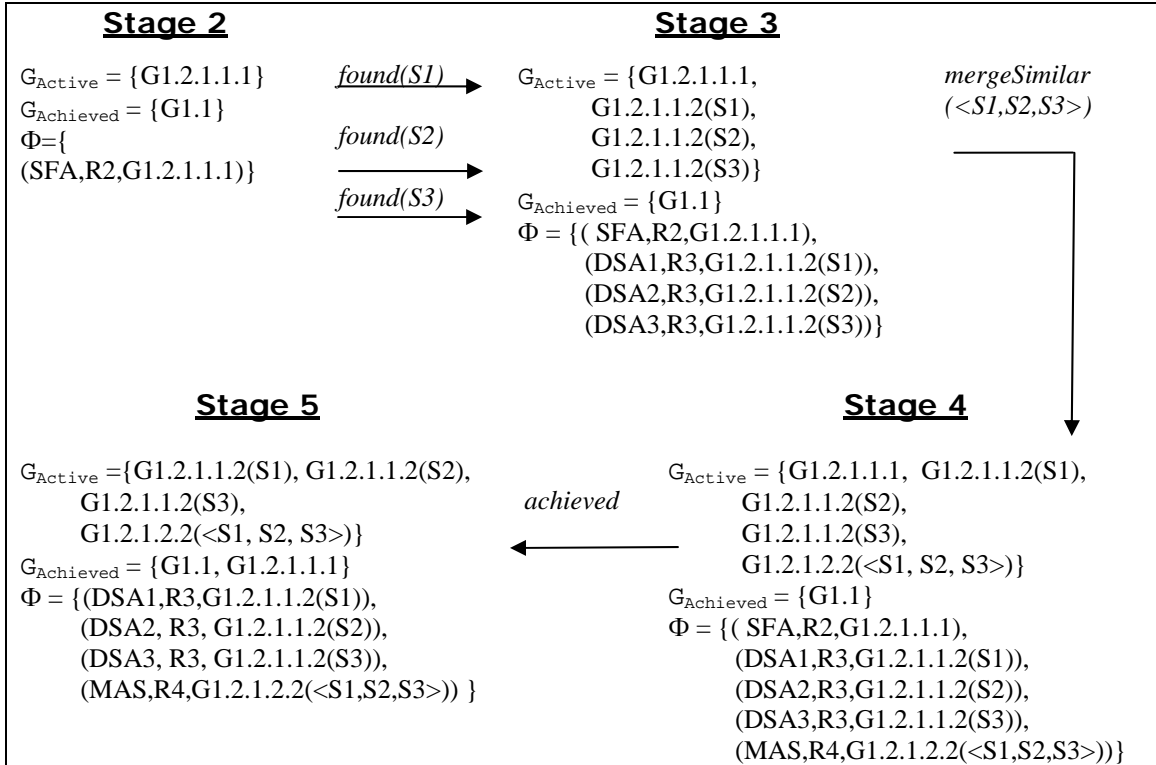 Stage 2
G_Active = {G1.2.1.1.1}
G_Achieved = {G1.1}
Φ={
(SFA,R2,G1.2.1.1.1)}
found(S1)
found(S2)
found(S3)
Stage 3
G_Active = {G1.2.1.1.1,
G1.2.1.1.2(S1),
G1.2.1.1.2(S2),
G1.2.1.1.2(S3)}
G_Achieved = {G1.1}
Φ = {( SFA,R2,G1.2.1.1.1),
(DSA1,R3,G1.2.1.1.2(S1)),
(DSA2,R3,G1.2.1.1.2(S2)),
(DSA3,R3,G1.2.1.1.2(S3))}
mergeSimilar
(<S1,S2,S3>)
Stage 4
G_Active = {G1.2.1.1.1, G1.2.1.1.2(S1),
G1.2.1.1.2(S2),
G1.2.1.1.2(S3),
G1.2.1.2.2(<S1, S2, S3>)}
G_Achieved = {G1.1}
Φ = {( SFA,R2,G1.2.1.1.1),
(DSA1,R3,G1.2.1.1.2(S1)),
(DSA2,R3,G1.2.1.1.2(S2)),
(DSA3,R3,G1.2.1.1.2(S3)),
(MAS,R4,G1.2.1.2.2(<S1,S2,S3>))}
achieved
Stage 5
G_Active ={G1.2.1.1.2(S1), G1.2.1.1.2(S2),
G1.2.1.1.2(S3),
G1.2.1.2.2(<S1, S2, S3>)}
G_Achieved = {G1.1, G1.2.1.1.1}
Φ = {(DSA1,R3,G1.2.1.1.2(S1)),
(DSA2, R3, G1.2.1.1.2(S2)),
(DSA3, R3, G1.2.1.1.2(S3)),
(MAS,R4,G1.2.1.2.2(<S1,S2,S3>)) }